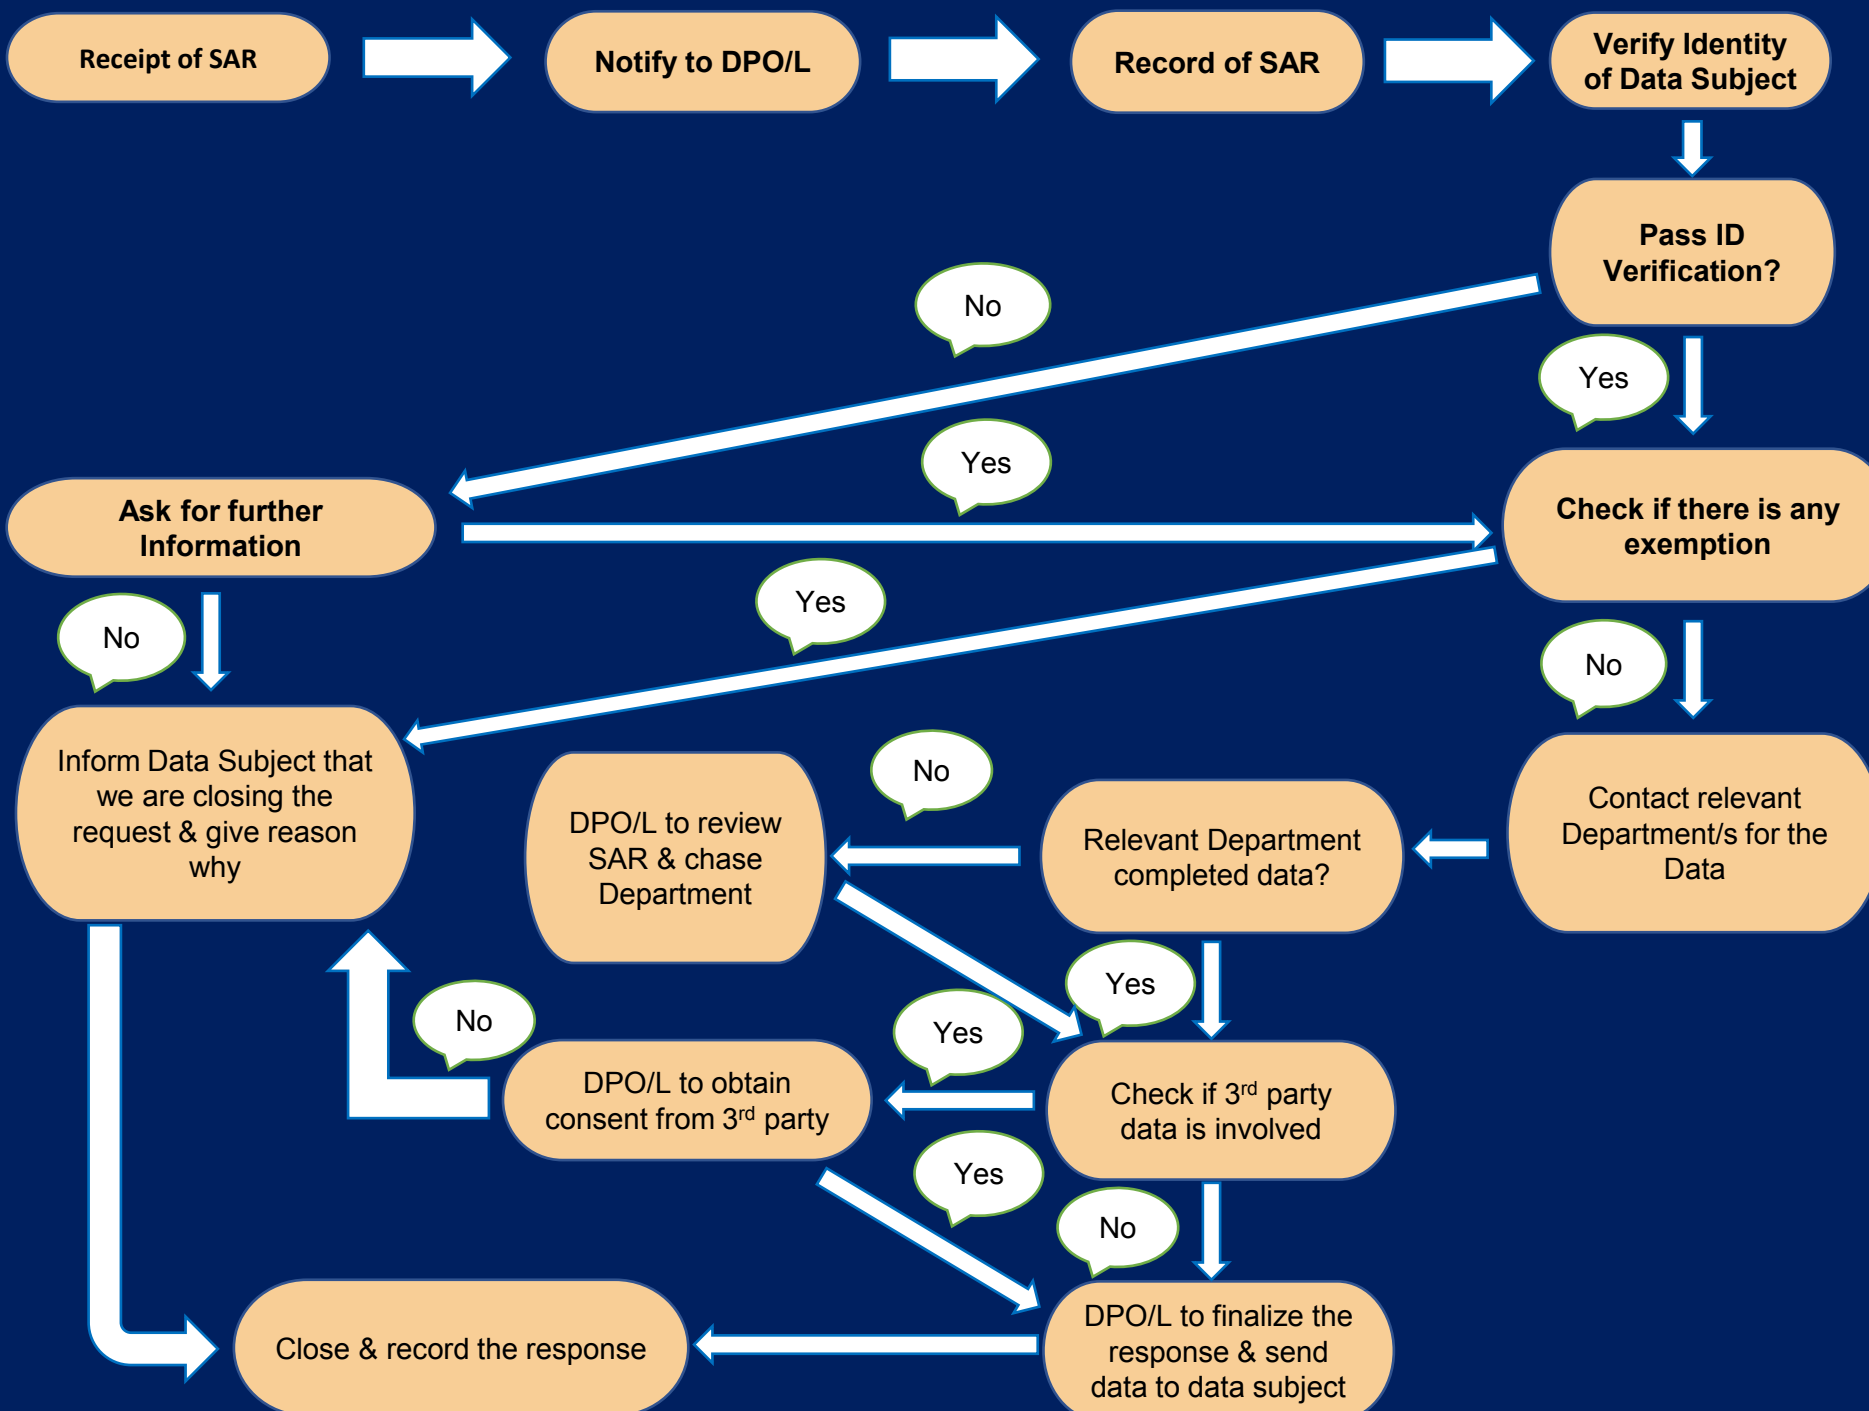 Receipt of SAR
Notify to DPO/L
Record of SAR
Verify Identity
of Data Subject
Pass ID
Verification?
No
Yes
Yes
Ask for further
Information
Check if there is any
exemption
Yes
No
No
Inform Data Subject that
we are closing the
request & give reason
why
DPO/L to review
SAR & chase
Department
No
Relevant Department
completed data?
Contact relevant
Department/s for the
Data
Yes
Yes
No
DPO/L to obtain
consent from 3rd party
Check if 3rd party
data is involved
Yes
No
Close & record the response
DPO/L to finalize the
response & send
data to data subject